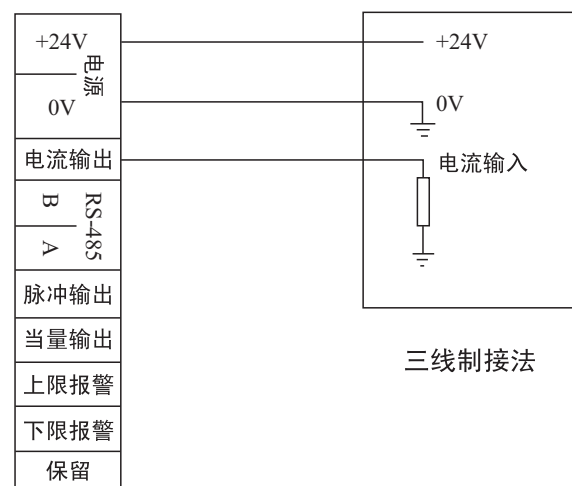 +24V
电源
0V
电流输出
B
A
RS-485
脉冲输出
当量输出
上限报警
下限报警
保留
+24V
0V
电流输入
三线制接法